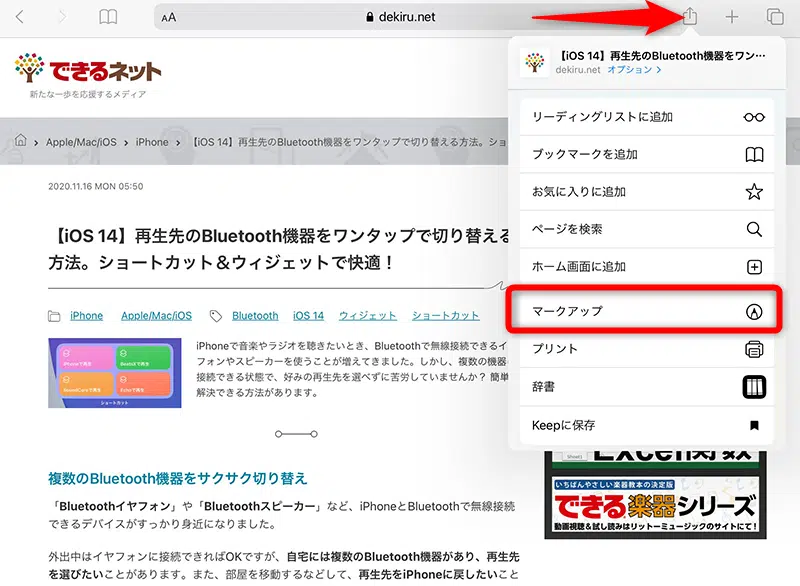 AA
dekiru.net
できるネット
新たな一歩を応援するメディア
Apple/Mac/iOS
iPhone
【iOS 14】再生先のBluetooth機器をワンタップで切り替える方法。ショ
2020.11.16 MON 05:50
【iOS 14】再生先のBluetooth機器をワンタップで切り替える
方法。ショートカット＆ウィジェットで快適！
iPhone
Apple/Mac/iOS
Bluetooth
iOS 14
ウィジェット
ショートカット
iPhoneで再生
ショートカット
iPhoneで音楽やラジオを聴きたいとき、Bluetoothで無線接続できるイ
フォンやスピーカーを使うことが増えてきました。しかし、複数の機器
接続できる状態で、好みの再生先を選べずに苦労していませんか？ 簡単
解決できる方法があります。
複数のBluetooth機器をサクサク切り替え
「Bluetoothイヤフォン」や「Bluetoothスピーカー」など、iPhoneとBluetoothで無線接続
できるデバイスがすっかり身近になりました。
外出中はイヤフォンに接続できればOKですが、自宅には複数のBluetooth機器があり、再生先
を選びたいことがあります。また、部屋を移動するなどして、再生先をiPhoneに戻したいこと
【iOS 14】再生先のBluetooth機器をワン…
dekiru.net オプション
リーディングリストに追加
ブックマークを追加
お気に入りに追加
ページを検索
ホーム画面に追加
マークアップ
プリント
辞書
Keepに保存
Excel関数
いちばんやさしい楽器教本の決定版
できる楽器シリーズ
動画視聴&試し読みはリットーミュージックのサイトにて！